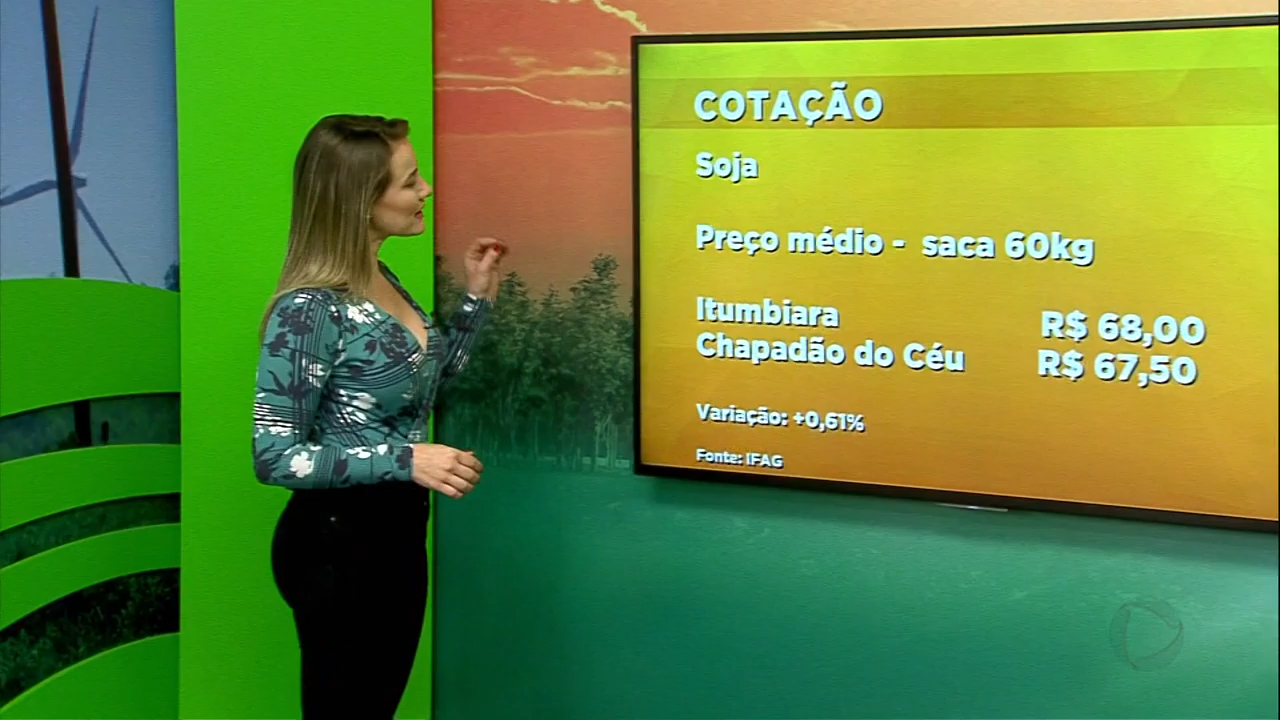 COTAÇÃO
Soja
Preço médio - saca 60kg
Itumbiara R$ 68,00
Chapadão do Céu R$ 67,50
Variação: +0,61%
Fonte: IFAG